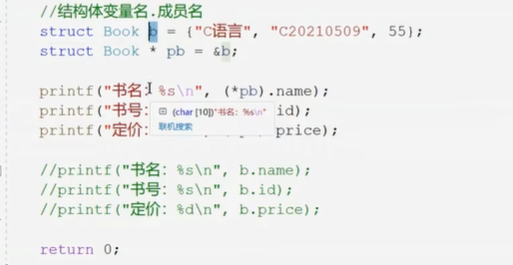 //结构体变量名.成员名
struct Book b = {"C语言", "C20210509", 55};
struct Book * pb = &b;
printf("书名：%s\n", (*pb).name);
printf("书号： id);
(char [10])"书名：%s\n"
printf("定价： price);
联机搜索
//printf("书名：%s\n", b.name);
//printf("书号：%s\n", b.id);
//printf("定价：%d\n", b.price);
return 0;